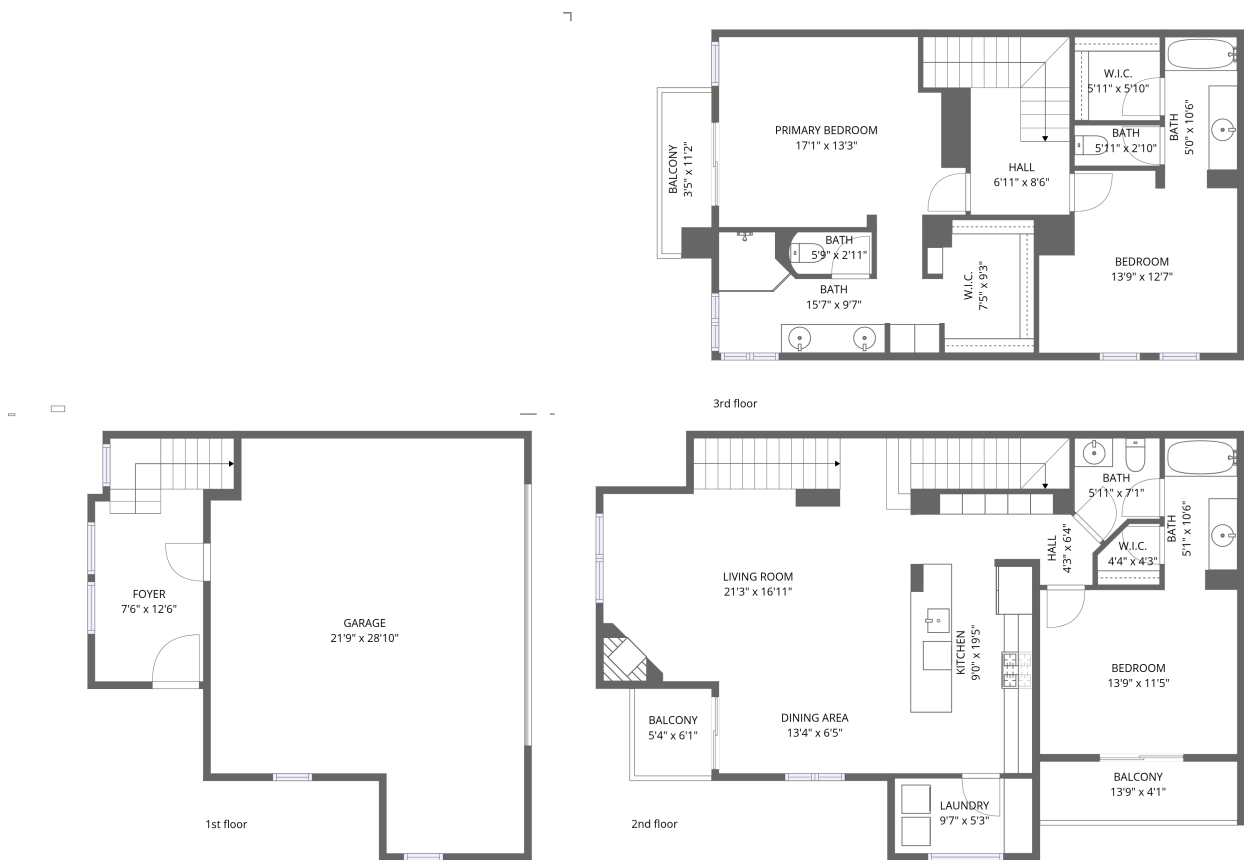 PRIMARY BEDROOM
17'1" x 13'3"
BALCONY
3'5" x 11'2"
HALL
6'11" x 8'6"
W.I.C.
5'11" x 5'10"
BATH
5'11" x 2'10"
BATH
5'0" x 10'6"
BEDROOM
13'9" x 12'7"
BATH
5'9" x 2'11"
BATH
15'7" x 9'7"
W.I.C.
7'5" x 9'3"
3rd floor
FOYER
7'6" x 12'6"
GARAGE
21'9" x 28'10"
1st floor
LIVING ROOM
21'3" x 16'11"
BATH
5'11" x 7'1"
BATH
5'1" x 10'6"
HALL
4'3" x 6'4"
W.I.C.
4'4" x 4'3"
KITCHEN
9'0" x 19'5"
BEDROOM
13'9" x 11'5"
BALCONY
5'4" x 6'1"
DINING AREA
13'4" x 6'5"
BALCONY
13'9" x 4'1"
LAUNDRY
9'7" x 5'3"
2nd floor